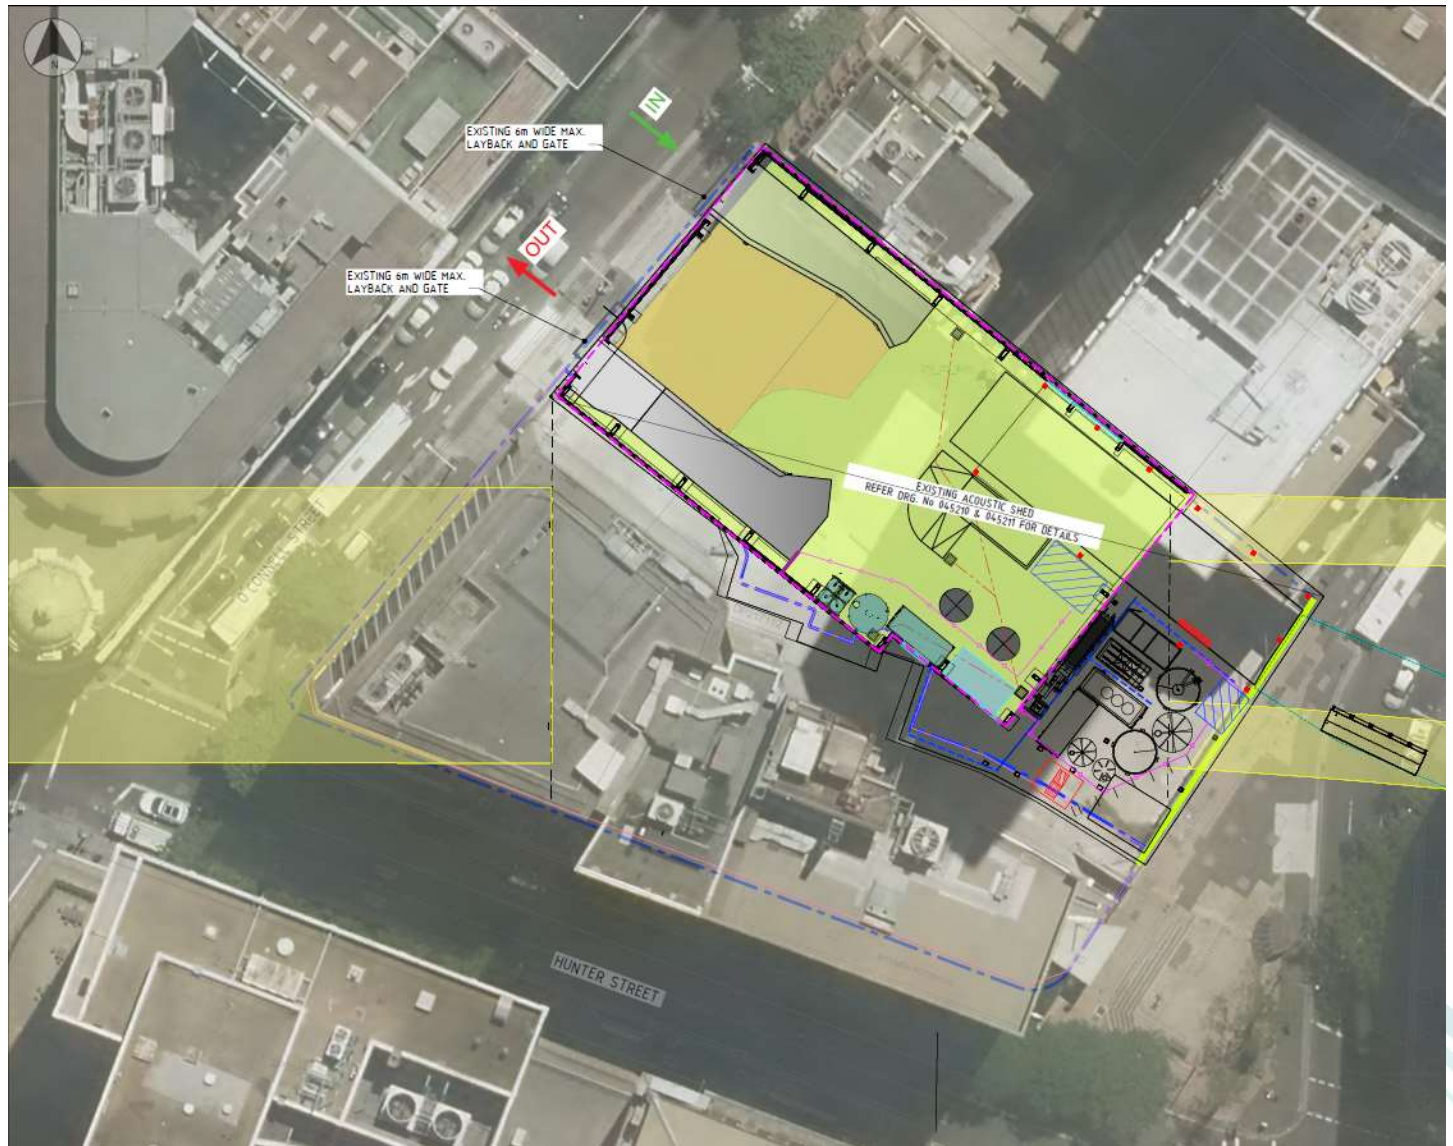 N
IN
EXISTING 6m WIDE MAX.
LAYBACK AND GATE
OUT
EXISTING 6m WIDE MAX.
LAYBACK AND GATE
EXISTING ACOUSTIC SHED
REFER DRG. No 046210 & 045211 FOR DETAILS
O'CONNELL STREET
HUNTER STREET